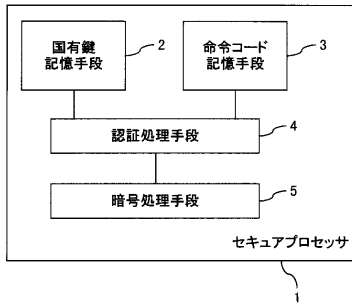 国有鍵
記憶手段
2
命令コード
記憶手段
3
認証処理手段
4
暗号処理手段
5
セキュアプロセッサ
1